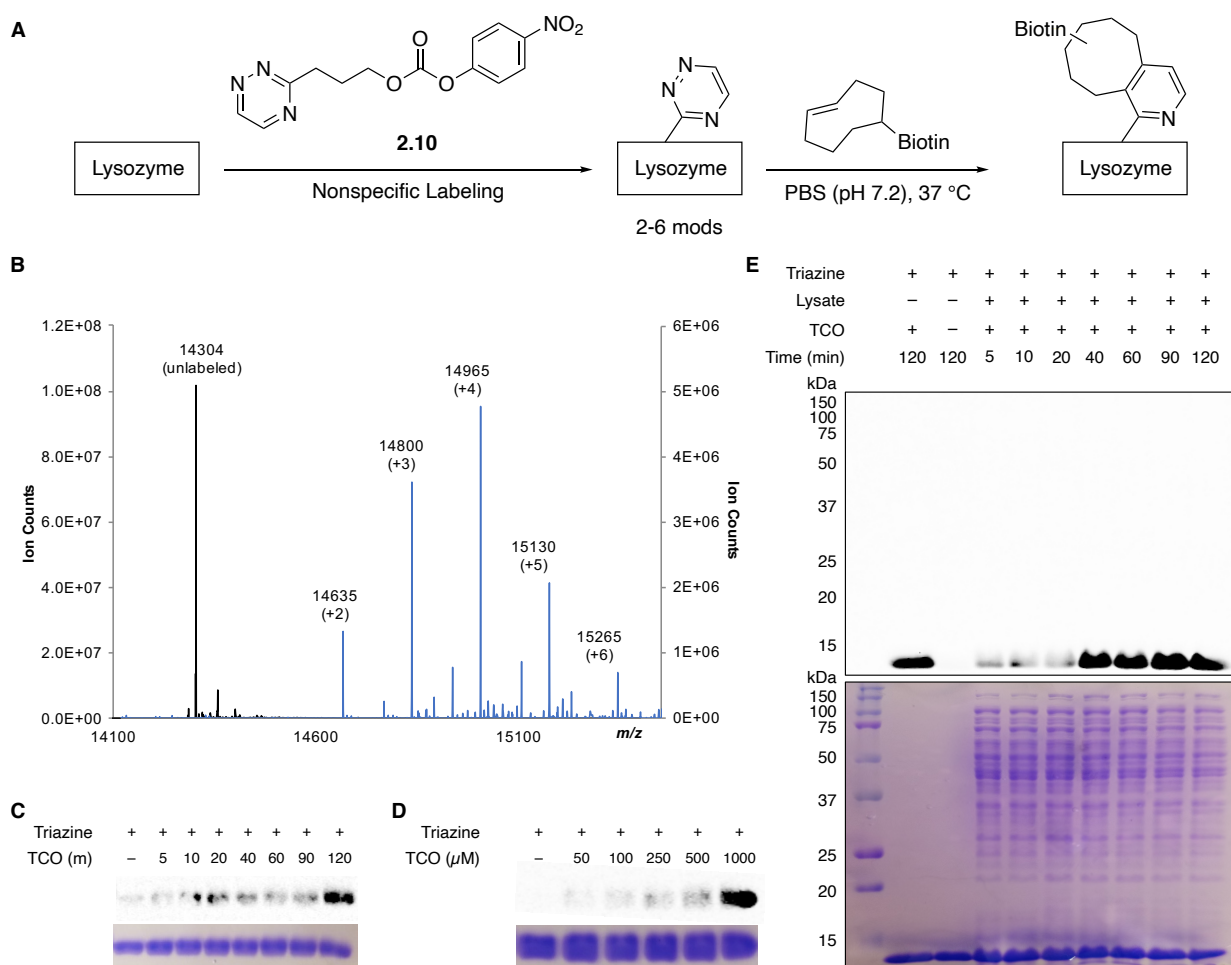 A
N
N
N
O
O
O
NO2
2.10
Lysozyme
Nonspecific Labeling
N
N
N
Lysozyme
2-6 mods
Biotin
PBS (pH 7.2), 37 °C
Biotin
N
Lysozyme
B
1.2E+08
1.0E+08
8.0E+07
6.0E+07
4.0E+07
2.0E+07
0.0E+00
Ion Counts
14304
(unlabeled)
14635
(+2)
14800
(+3)
14965
(+4)
15130
(+5)
15265
(+6)
6E+06
5E+06
4E+06
3E+06
2E+06
1E+06
0E+00
Ion Counts
14100 14600 15100 m/z
C
Triazine + + + + + + + +
TCO (m) – 5 10 20 40 60 90 120
D
Triazine + + + + + +
TCO (µM) – 50 100 250 500 1000
E
Triazine + + + + + + + + +
Lysate – – + + + + + + +
TCO + – + + + + + + +
Time (min) 120 120 5 10 20 40 60 90 120
kDa
150
100
75
50
37
25
20
15
kDa
150
100
75
50
37
25
20
15